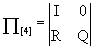 ∏[4] = | I 0 |
| R Q |